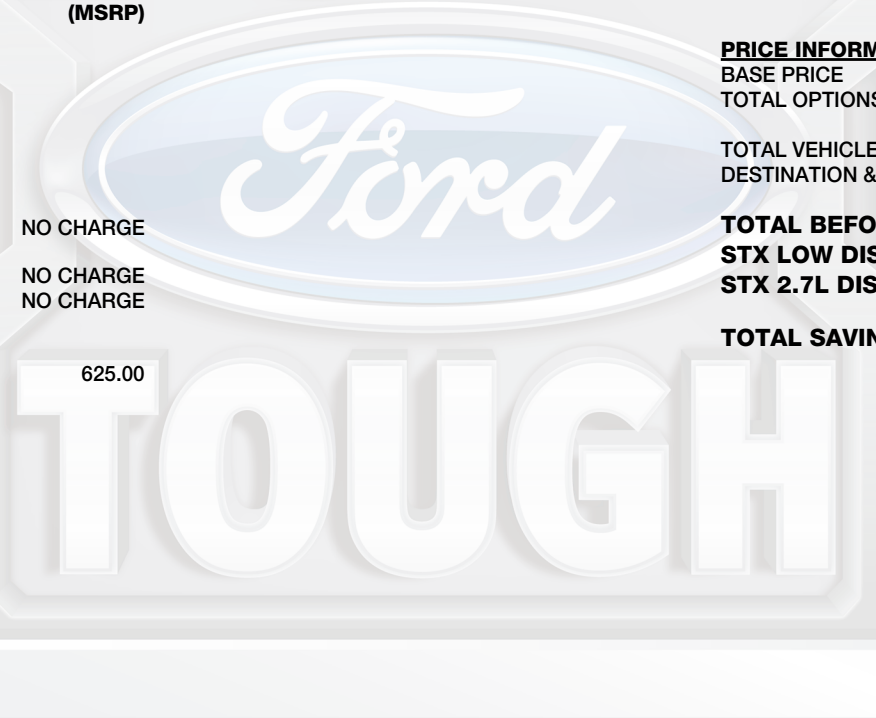 (MSRP)
NO CHARGE
NO CHARGE
NO CHARGE
625.00
PRICE INFORM
BASE PRICE
TOTAL OPTIONS
TOTAL VEHICLE
DESTINATION &
TOTAL BEFO
STX LOW DIS
STX 2.7L DIS
TOTAL SAVIN
Ford
TOUGH